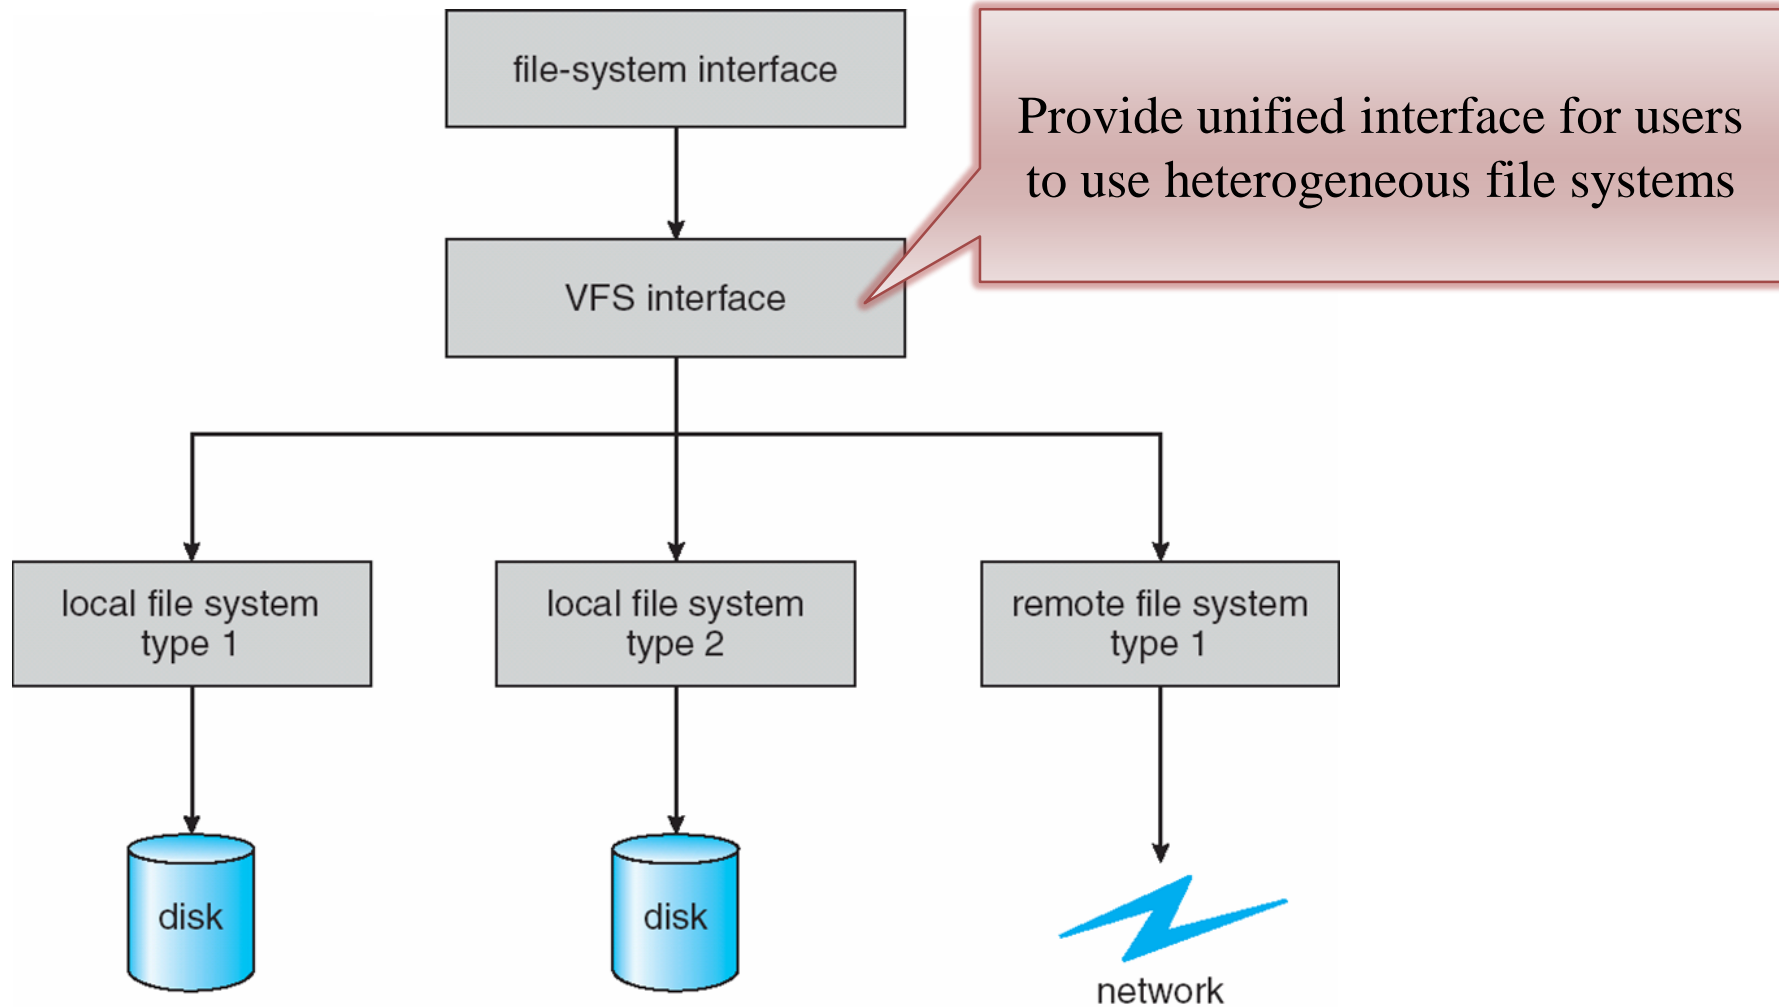 file-system interface
Provide unified interface for users
to use heterogeneous file systems
VFS interface
local file system
type 1
local file system
type 2
remote file system
type 1
disk
disk
network